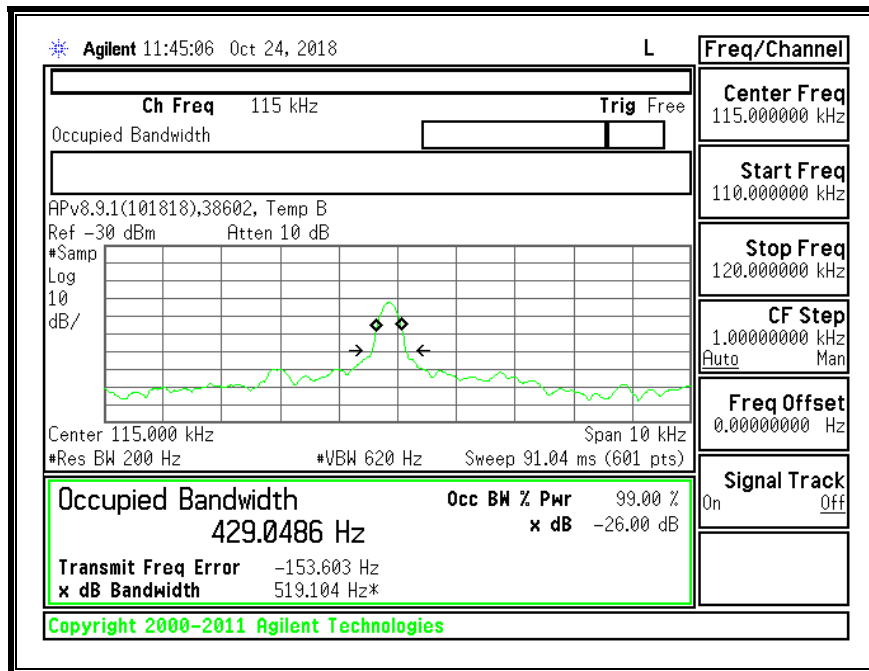 Agilent 11:45:06 Oct 24, 2018 L
Freq/Channel
Ch Freq 115 kHz Trig Free
Occupied Bandwidth
APv8.9.1(101818),38602, Temp B
Ref -30 dBm Atten 10 dB
#Samp
Log
10
dB/
Center 115.000 kHz Span 10 kHz
#Res BW 200 Hz #VBW 620 Hz Sweep 91.04 ms (601 pts)
Occupied Bandwidth
429.0486 Hz
Occ BW % Pwr 99.00 %
x dB -26.00 dB
Transmit Freq Error -153.603 Hz
x dB Bandwidth 519.104 Hz*
Copyright 2000-2011 Agilent Technologies
Center Freq
115.000000 kHz
Start Freq
110.000000 kHz
Stop Freq
120.000000 kHz
CF Step
1.00000000 kHz
Auto Man
Freq Offset
0.00000000 Hz
Signal Track
On Off